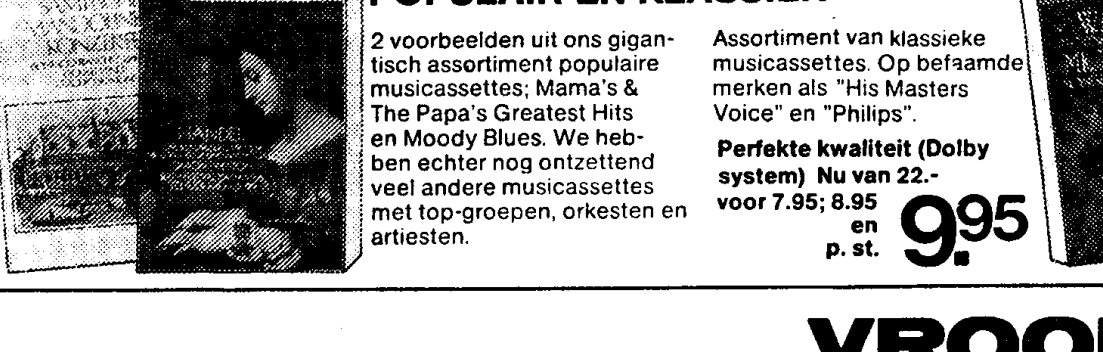 2 voorbeelden uit ons gigan-
tisch assortiment populaire
musicassettes; Mama's &
The Papa's Greatest Hits
en Moody Blues. We heb-
ben echter nog ontzettend
veel andere musicassettes
met top-groepen, orkesten en
artiesten.
Assortiment van klassieke
musicassettes. Op befaamde
merken als "His Masters
Voice" en "Philips".
Perfekte kwaliteit (Dolby
system) Nu van 22.-
voor 7.95; 8.95
en
p. st. 9.95